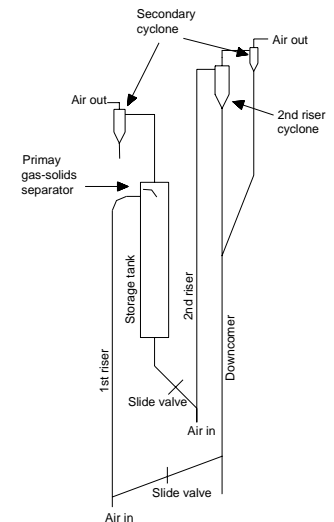 Secondary
cyclone
Air out
Air out
2nd riser
cyclone
Primay
gas-solids
separator
Storage tank
2nd riser
Downcomer
1st riser
Slide valve
Air in
Slide valve
Air in